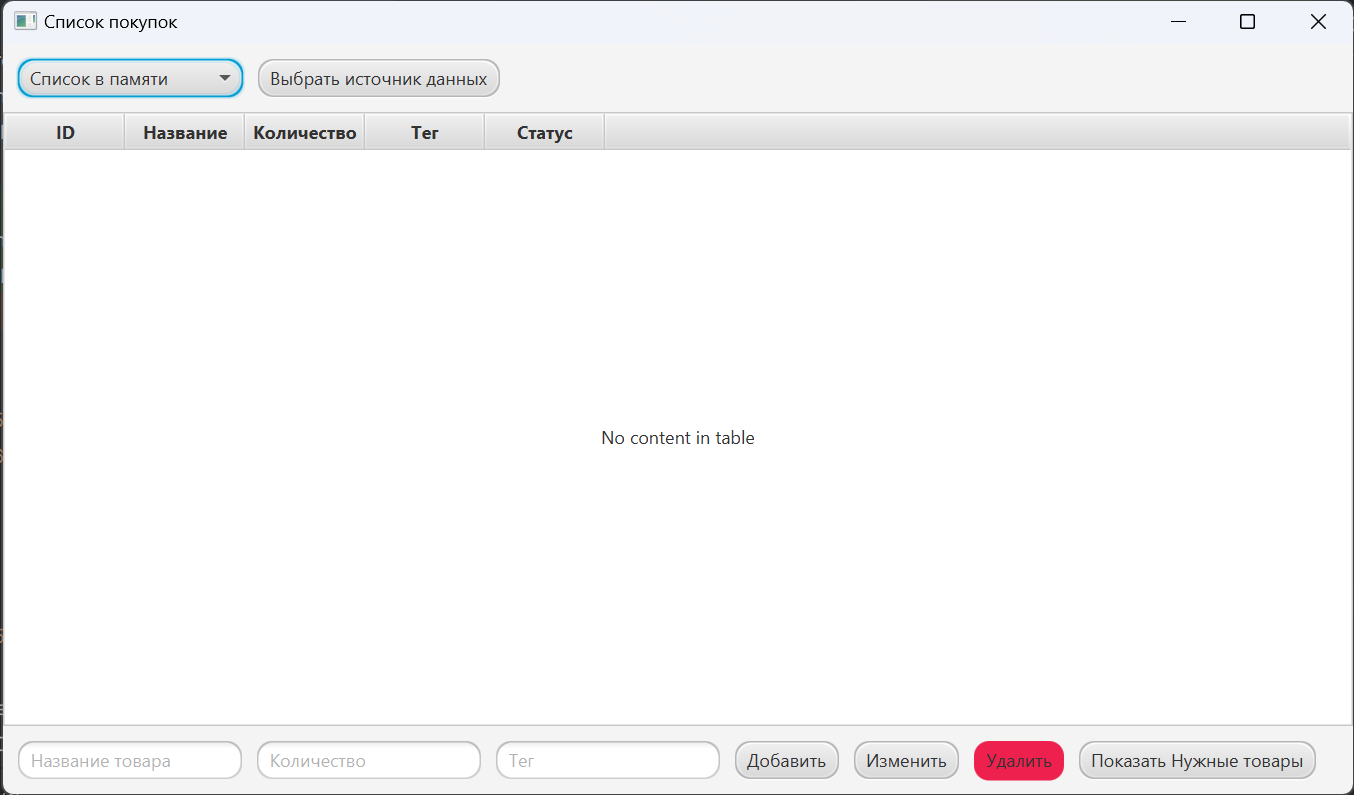 Список покупок
Список в памяти Выбрать источник данных
ID Название Количество Тег Статус
No content in table
Название товара Количество Тег Добавить Изменить Удалить Показать Нужные товары